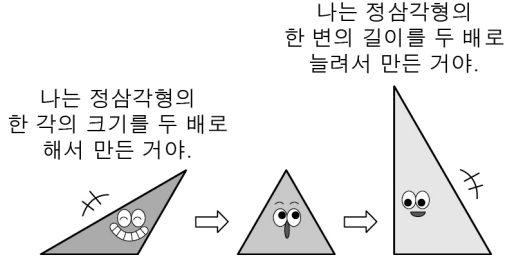 나는 정삼각형의
한 변의 길이를 두 배로
늘려서 만든 거야.
나는 정삼각형의
한 각의 크기를 두 배로
해서 만든 거야.